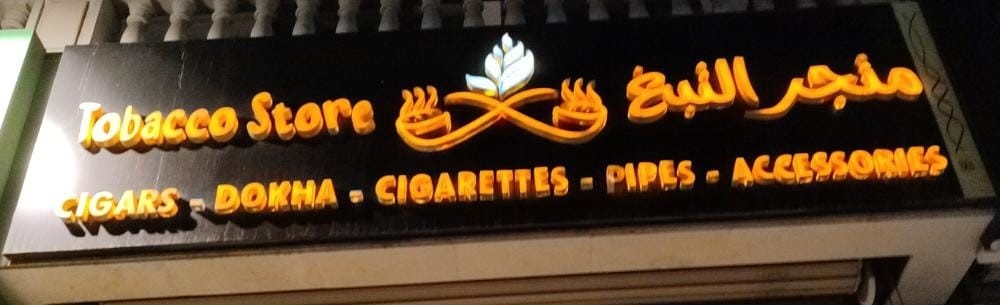 Tobacco Store
متجر التبغ
CIGARS - DOKHA - CIGARETTES - PIPES - ACCESSORIES